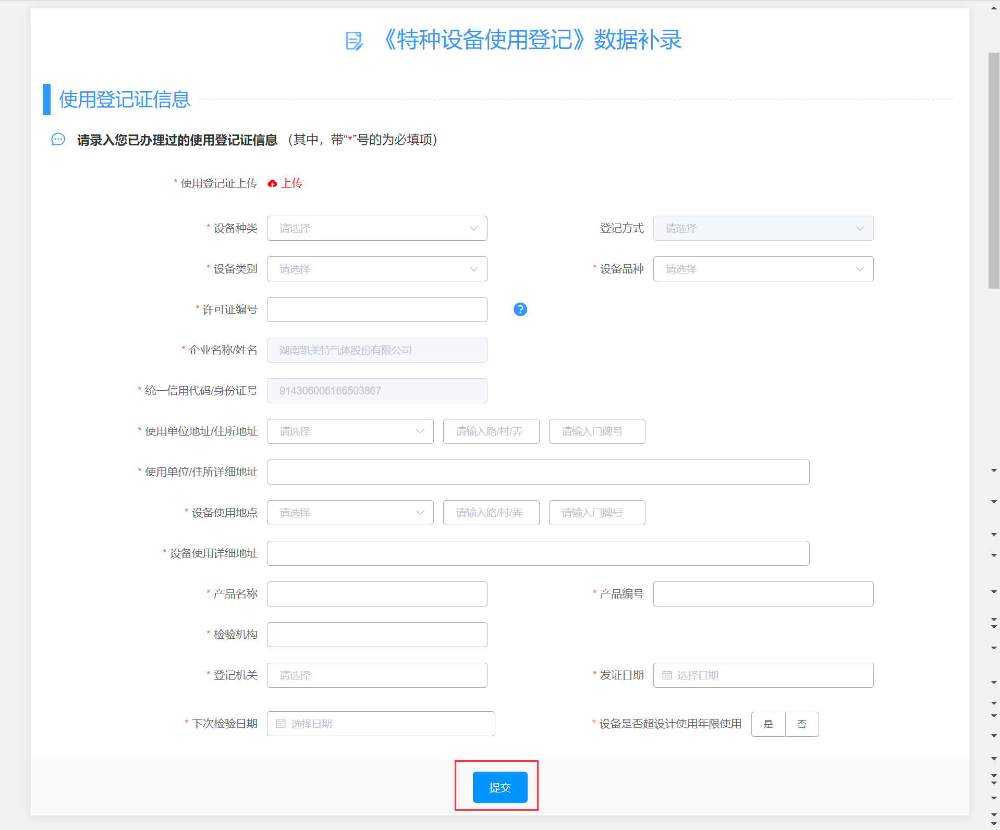 《特种设备使用登记》数据补录
使用登记证信息
请录入您已办理过的使用登记证信息（其中，带“*”号的为必填项）
* 使用登记证上传 上传
* 设备种类 请选择 登记方式 请选择
* 设备类别 请选择 * 设备品种 请选择
* 许可证编号 ?
* 企业名称/姓名 湖南凯美特气体股份有限公司
* 统一信用代码/身份证号 914306006166503867
* 使用单位地址/住所地址 请选择 请输入路/村/弄 请输入门牌号
* 使用单位/住所详细地址
* 设备使用地点 请选择 请输入路/村/弄 请输入门牌号
* 设备使用详细地址
* 产品名称 * 产品编号
* 检验机构
* 登记机关 请选择 * 发证日期 选择日期
* 下次检验日期 选择日期 * 设备是否超设计使用年限使用 是 否
提交